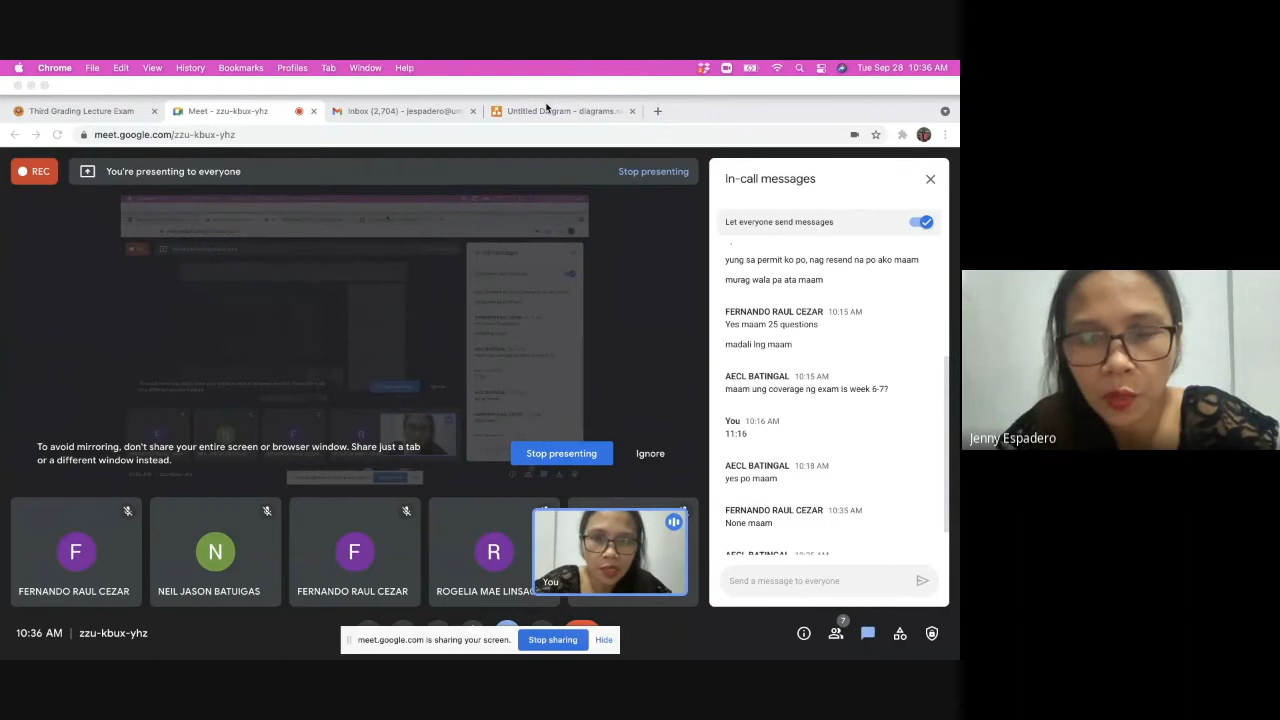 Chrome File Edit View History Bookmarks Profiles Tab Window Help Tue Sep 28 10:36 AM
Third Grading Lecture Exam Meet - zzu-kbux-yhz Inbox (2,704) - jespadero@um Untitled Diagram - diagrams.n
meet.google.com/zzu-kbux-yhz
REC You're presenting to everyone Stop presenting
In-call messages
Let everyone send messages
yung sa permit ko po, nag resend na po ako maam
murag wala pa ata maam
FERNANDO RAUL CEZAR 10:15 AM
Yes maam 25 questions
madali lng maam
AECL BATINGAL 10:15 AM
maam ung coverage ng exam is week 6-7?
You 10:16 AM
11:16
AECL BATINGAL 10:18 AM
yes po maam
FERNANDO RAUL CEZAR 10:35 AM
None maam
Send a message to everyone
To avoid mirroring, don't share your entire screen or browser window. Share just a tab
or a different window instead.
Stop presenting Ignore
F N F R You
FERNANDO RAUL CEZAR NEIL JASON BATUIGAS FERNANDO RAUL CEZAR ROGELIA MAE LINSAG
10:36 AM | zzu-kbux-yhz
meet.google.com is sharing your screen. Stop sharing Hide
7
Jenny Espadero